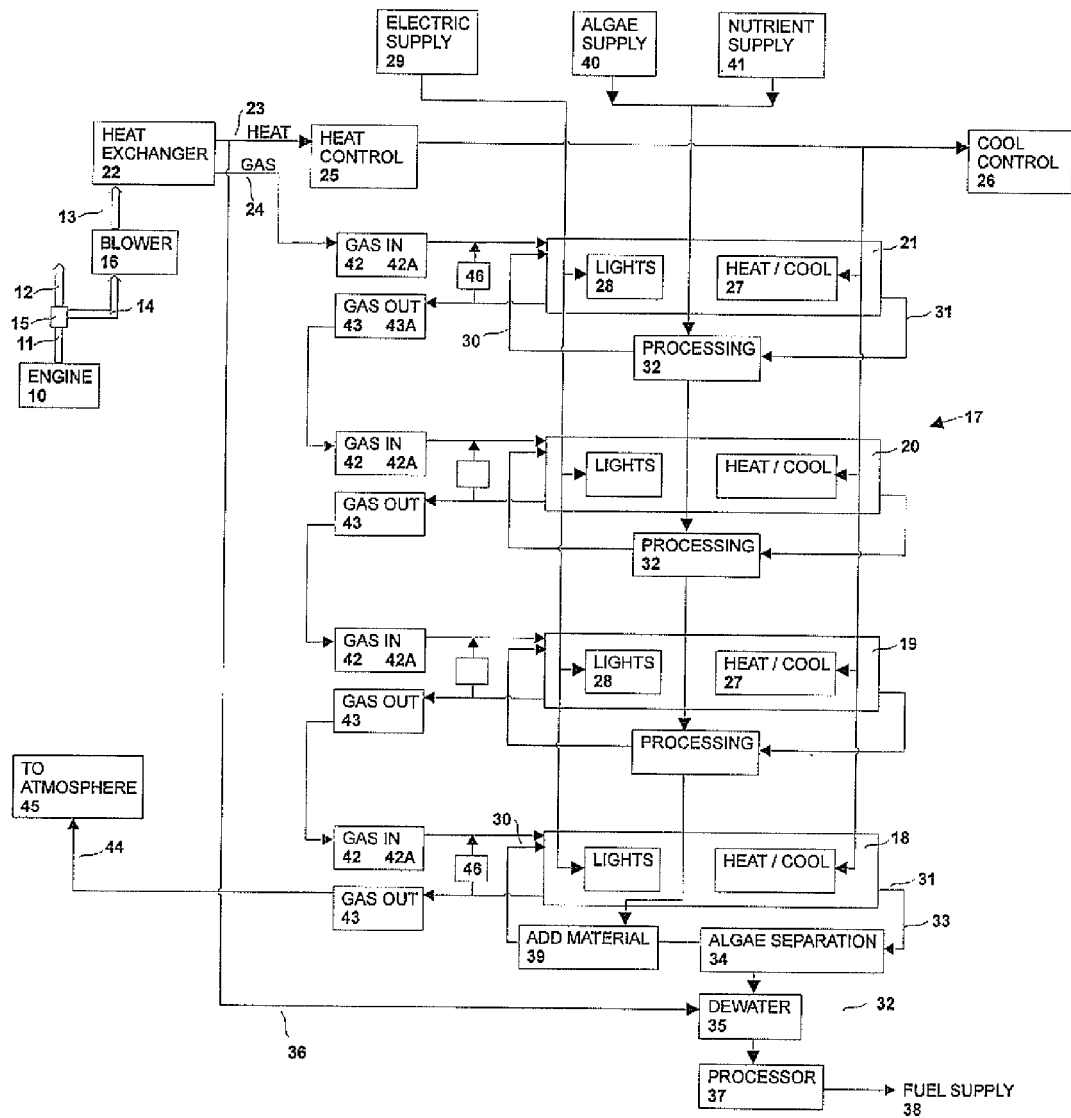 ELECTRIC
SUPPLY
29
ALGAE
SUPPLY
40
NUTRIENT
SUPPLY
41
23
HEAT
EXCHANGER
22
HEAT
HEAT
CONTROL
25
COOL
CONTROL
26
GAS
24
13
BLOWER
16
GAS IN
42 42A
46
21
LIGHTS
28
HEAT / COOL
27
12
14
15
11
GAS OUT
43 43A
30
31
PROCESSING
32
ENGINE
10
17
GAS IN
42 42A
20
LIGHTS
HEAT / COOL
GAS OUT
43
PROCESSING
32
GAS IN
42 42A
19
LIGHTS
28
HEAT / COOL
27
GAS OUT
43
PROCESSING
TO
ATMOSPHERE
45
44
GAS IN
42 42A
30
46
18
LIGHTS
HEAT / COOL
31
GAS OUT
43
33
ADD MATERIAL
39
ALGAE SEPARATION
34
32
DEWATER
35
36
PROCESSOR
37
FUEL SUPPLY
38